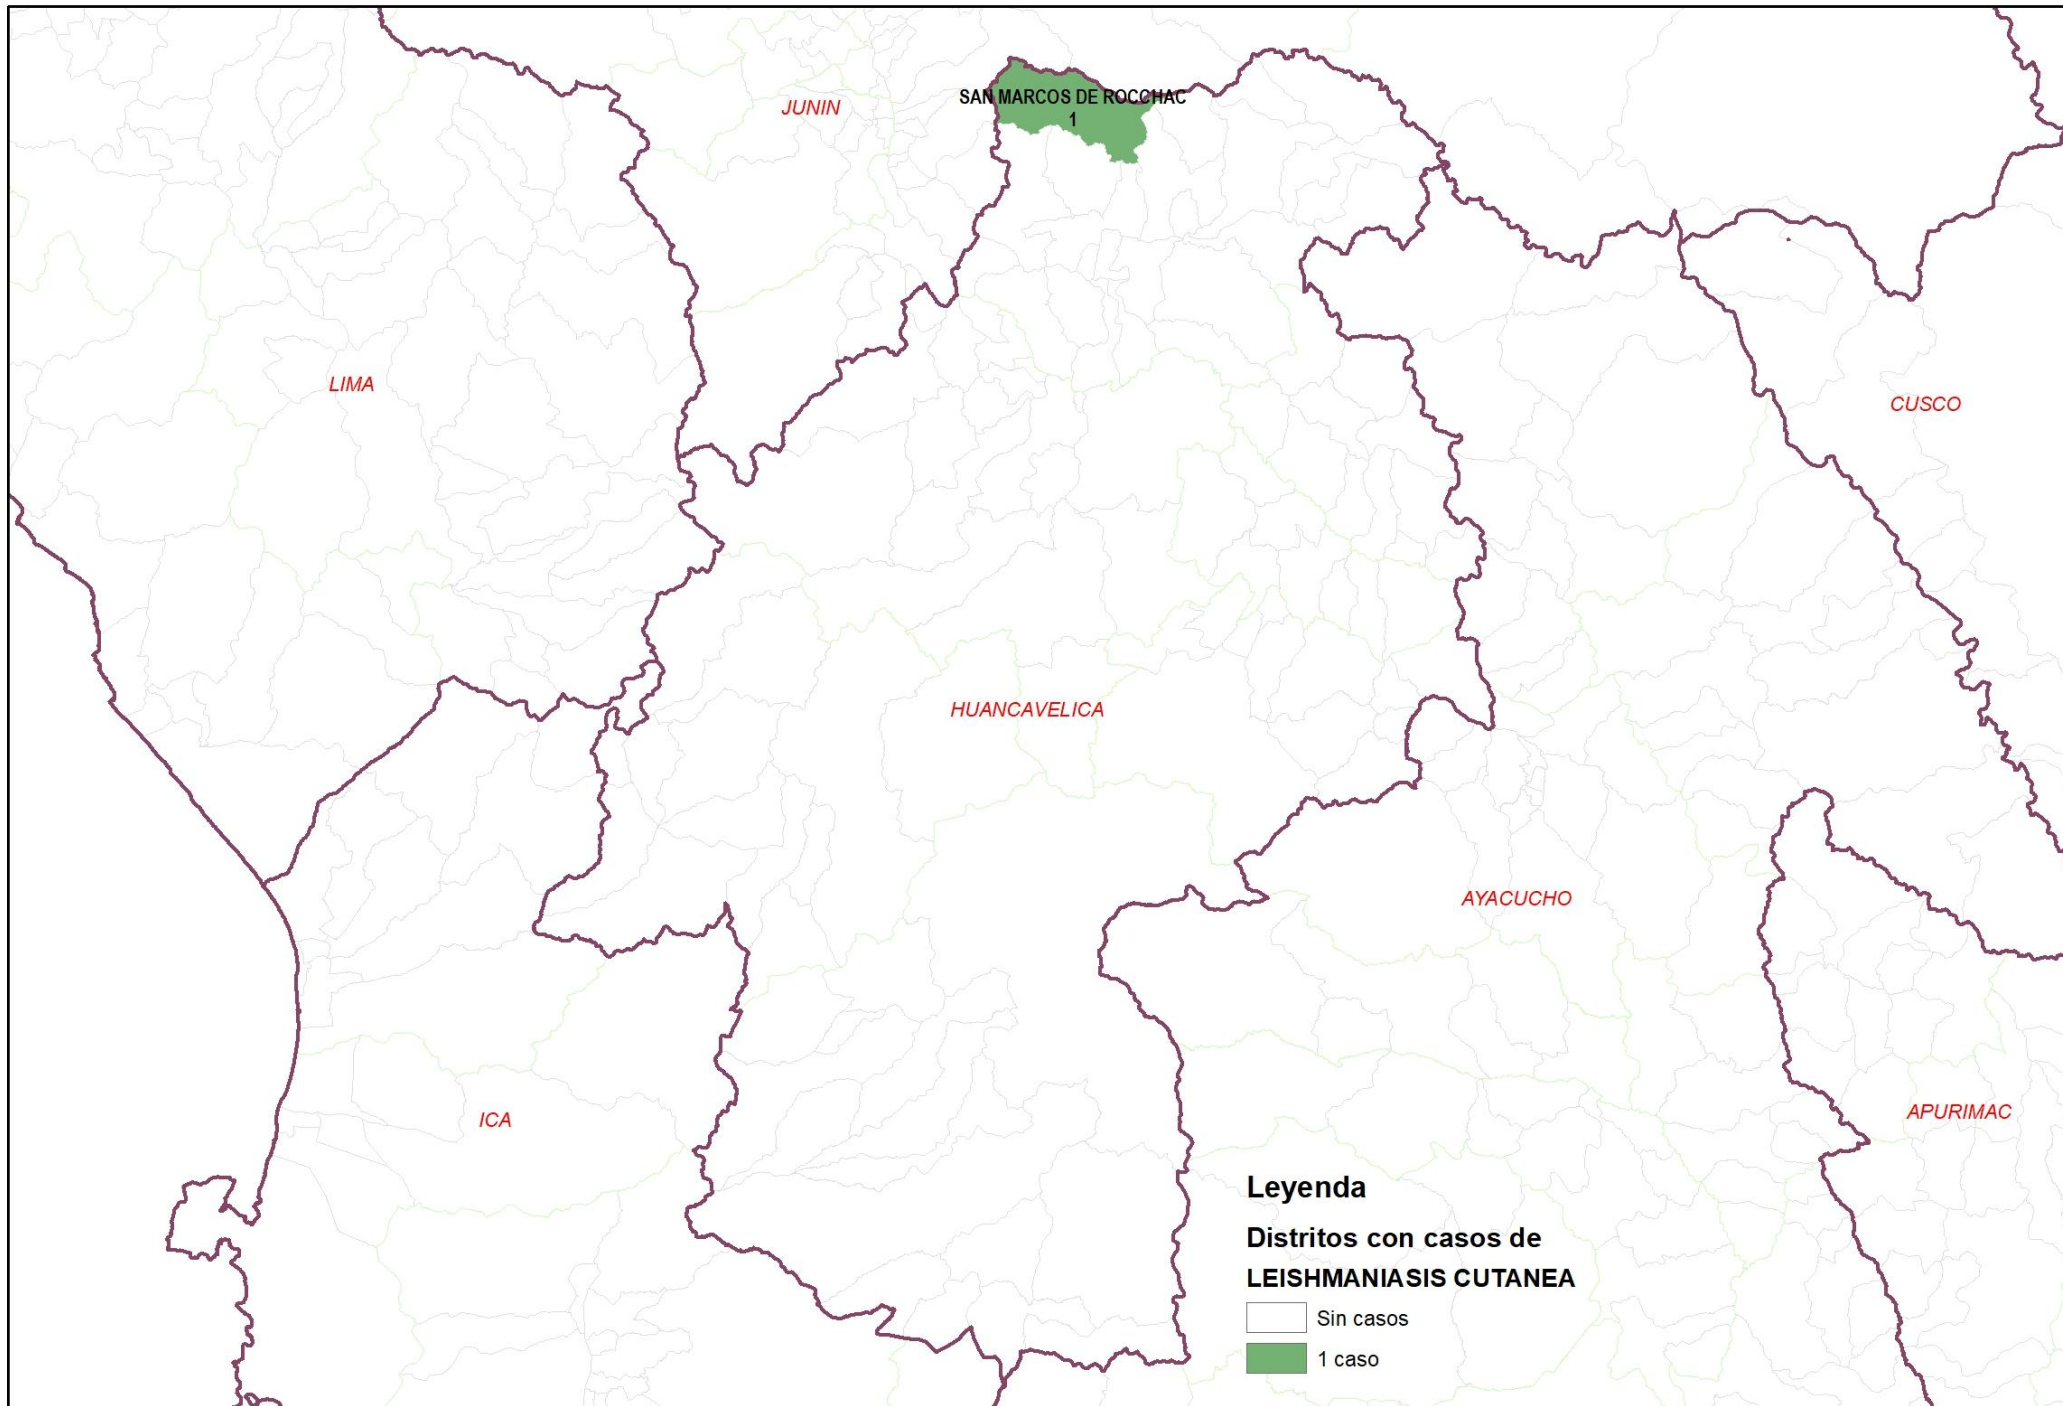 JUNIN
SAN MARCOS DE ROCCHAC
1
LIMA
CUSCO
HUANCAVELICA
AYACUCHO
ICA
APURIMAC
Leyenda
Distritos con casos de
LEISHMANIASIS CUTANEA
Sin casos
1 caso